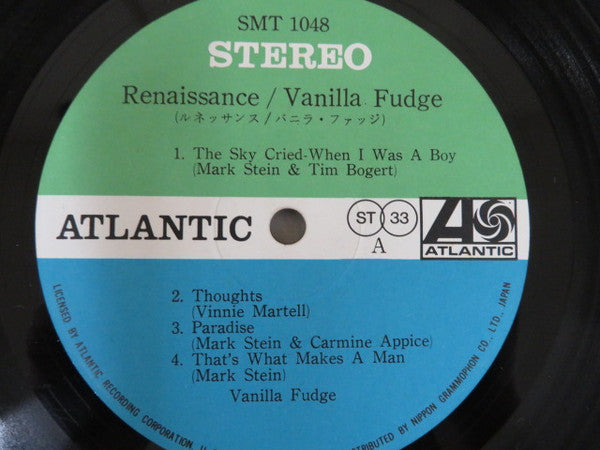 SMT 1048
STEREO
Renaissance / Vanilla Fudge
(ルネッサンス / バニラ・ファッジ)
1. The Sky Cried-When I Was A Boy
(Mark Stein & Tim Bogert)
ATLANTIC
ST 33
A
ATLANTIC
2. Thoughts
(Vinnie Martell)
3. Paradise
(Mark Stein & Carmine Appice)
4. That's What Makes A Man
(Mark Stein)
Vanilla Fudge
LICENSED BY ATLANTIC RECORDING CORPORATION
DISTRIBUTED BY NIPPON GRAMMOPHON CO., LTD., JAPAN